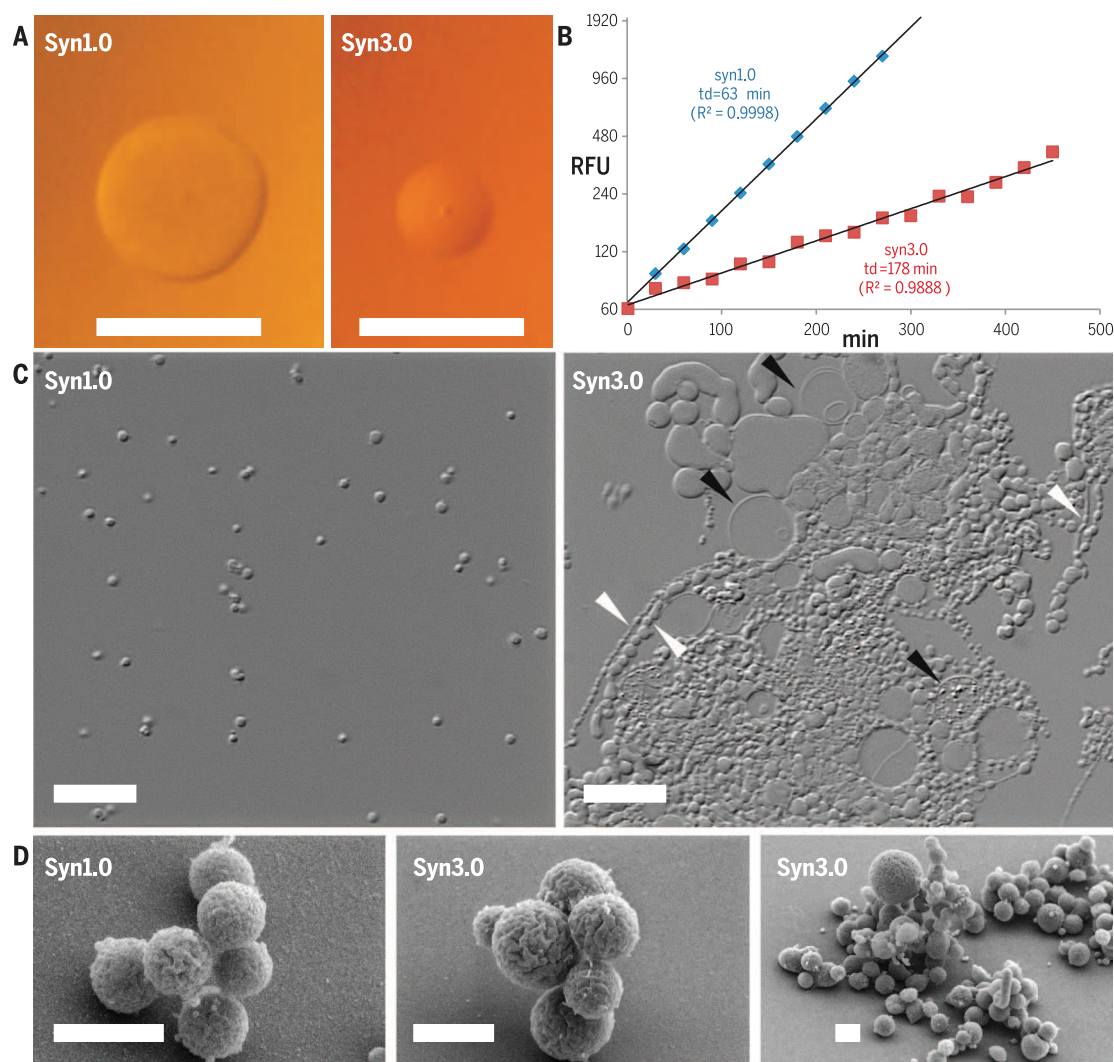 A
Syn1.0
Syn3.0
B
1920
960
480
240
120
60
RFU
syn1.0
td=63 min
(R² = 0.9998)
syn3.0
td=178 min
(R² = 0.9888)
0
100
200
300
400
500
min
C
Syn1.0
Syn3.0
D
Syn1.0
Syn3.0
Syn3.0